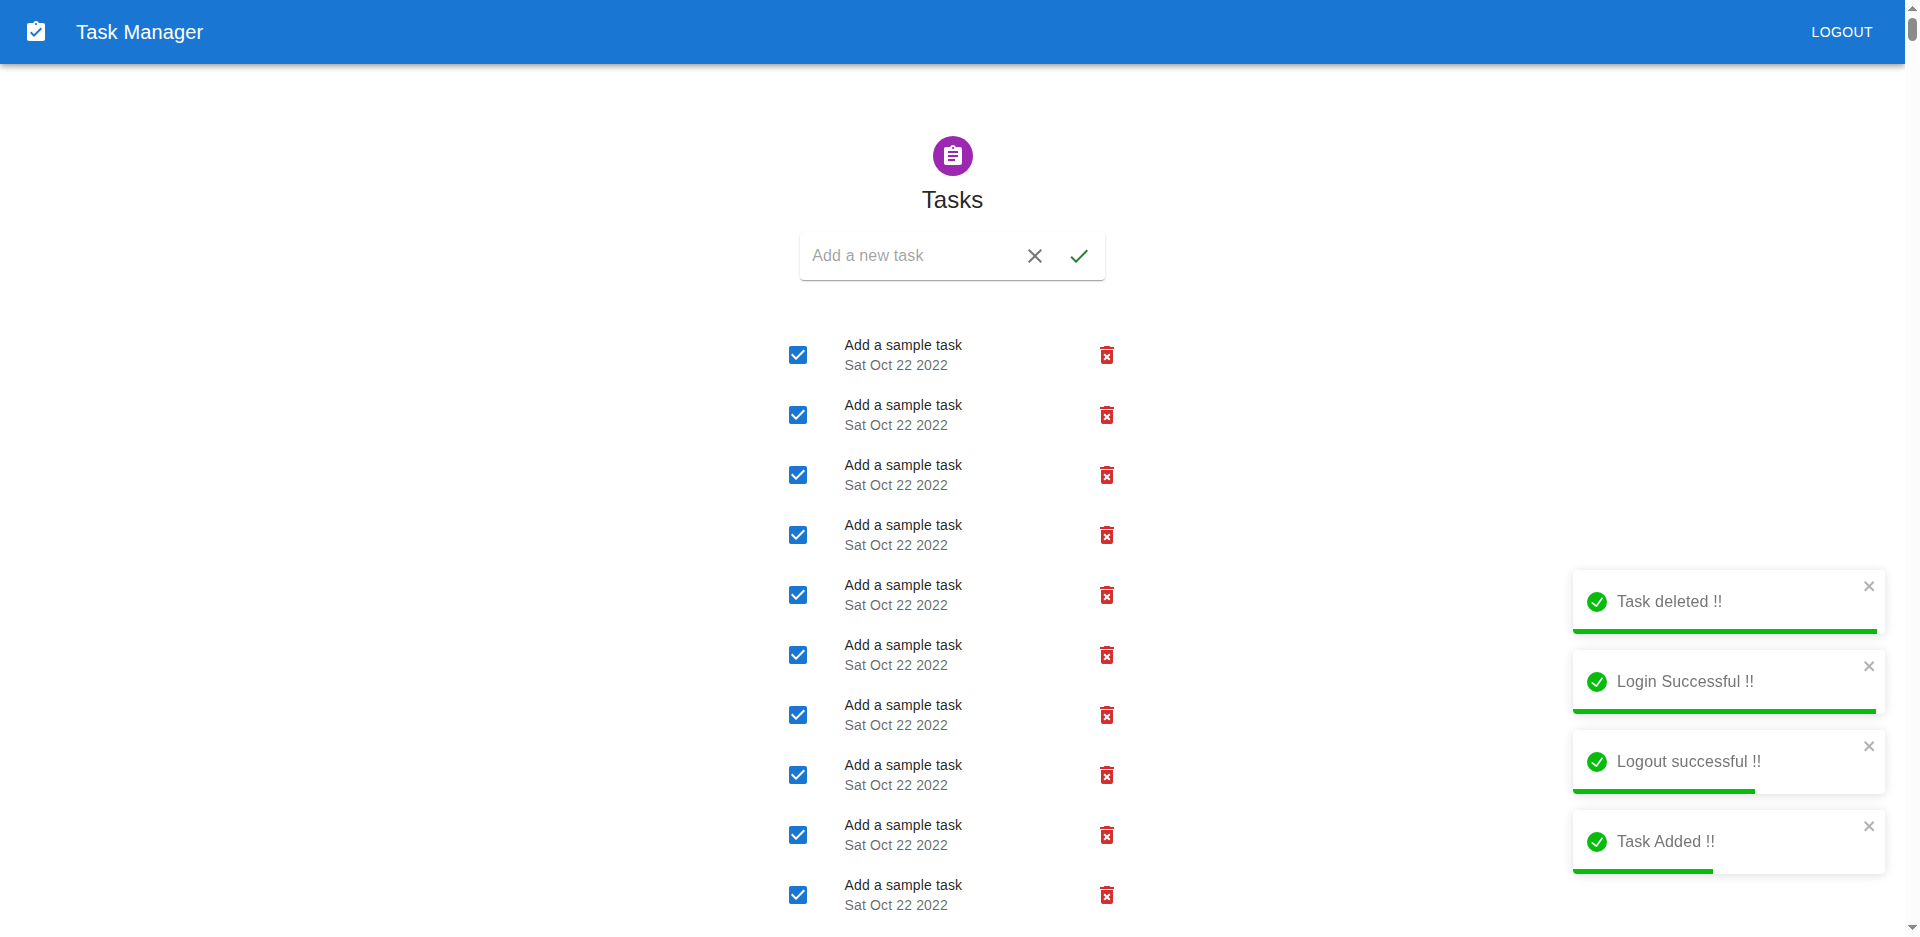 Task Manager
LOGOUT
Tasks
Add a new task
Add a sample task
Sat Oct 22 2022
Add a sample task
Sat Oct 22 2022
Add a sample task
Sat Oct 22 2022
Add a sample task
Sat Oct 22 2022
Add a sample task
Sat Oct 22 2022
Add a sample task
Sat Oct 22 2022
Add a sample task
Sat Oct 22 2022
Add a sample task
Sat Oct 22 2022
Add a sample task
Sat Oct 22 2022
Add a sample task
Sat Oct 22 2022
Task deleted !!
Login Successful !!
Logout successful !!
Task Added !!